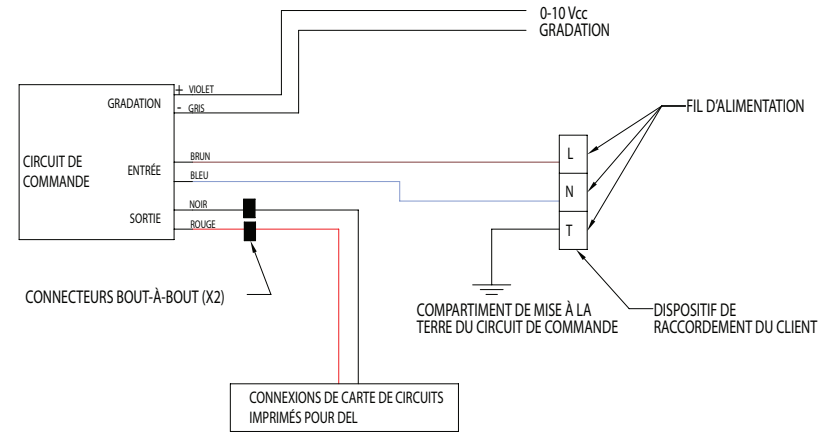 0-10 Vcc
GRADATION
+ VIOLET
GRADATION
- GRIS
FIL D'ALIMENTATION
CIRCUIT DE
COMMANDE
ENTRÉE
BRUN
BLEU
L
N
T
SORTIE
NOIR
ROUGE
CONNECTEURS BOUT-À-BOUT (X2)
COMPARTIMENT DE MISE À LA
TERRE DU CIRCUIT DE COMMANDE
DISPOSITIF DE
RACCORDEMENT DU CLIENT
CONNEXIONS DE CARTE DE CIRCUITS
IMPRIMÉS POUR DEL